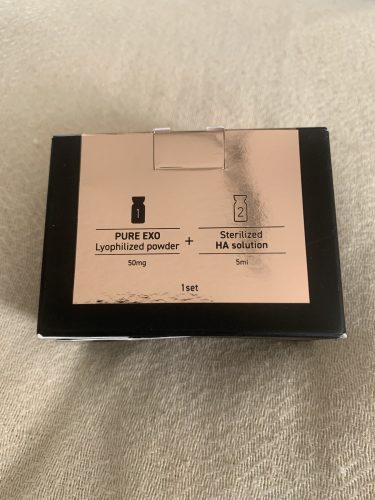 1
PURE EXO
Lyophilized powder
50mg
+
2
Sterilized
HA solution
5ml
1set